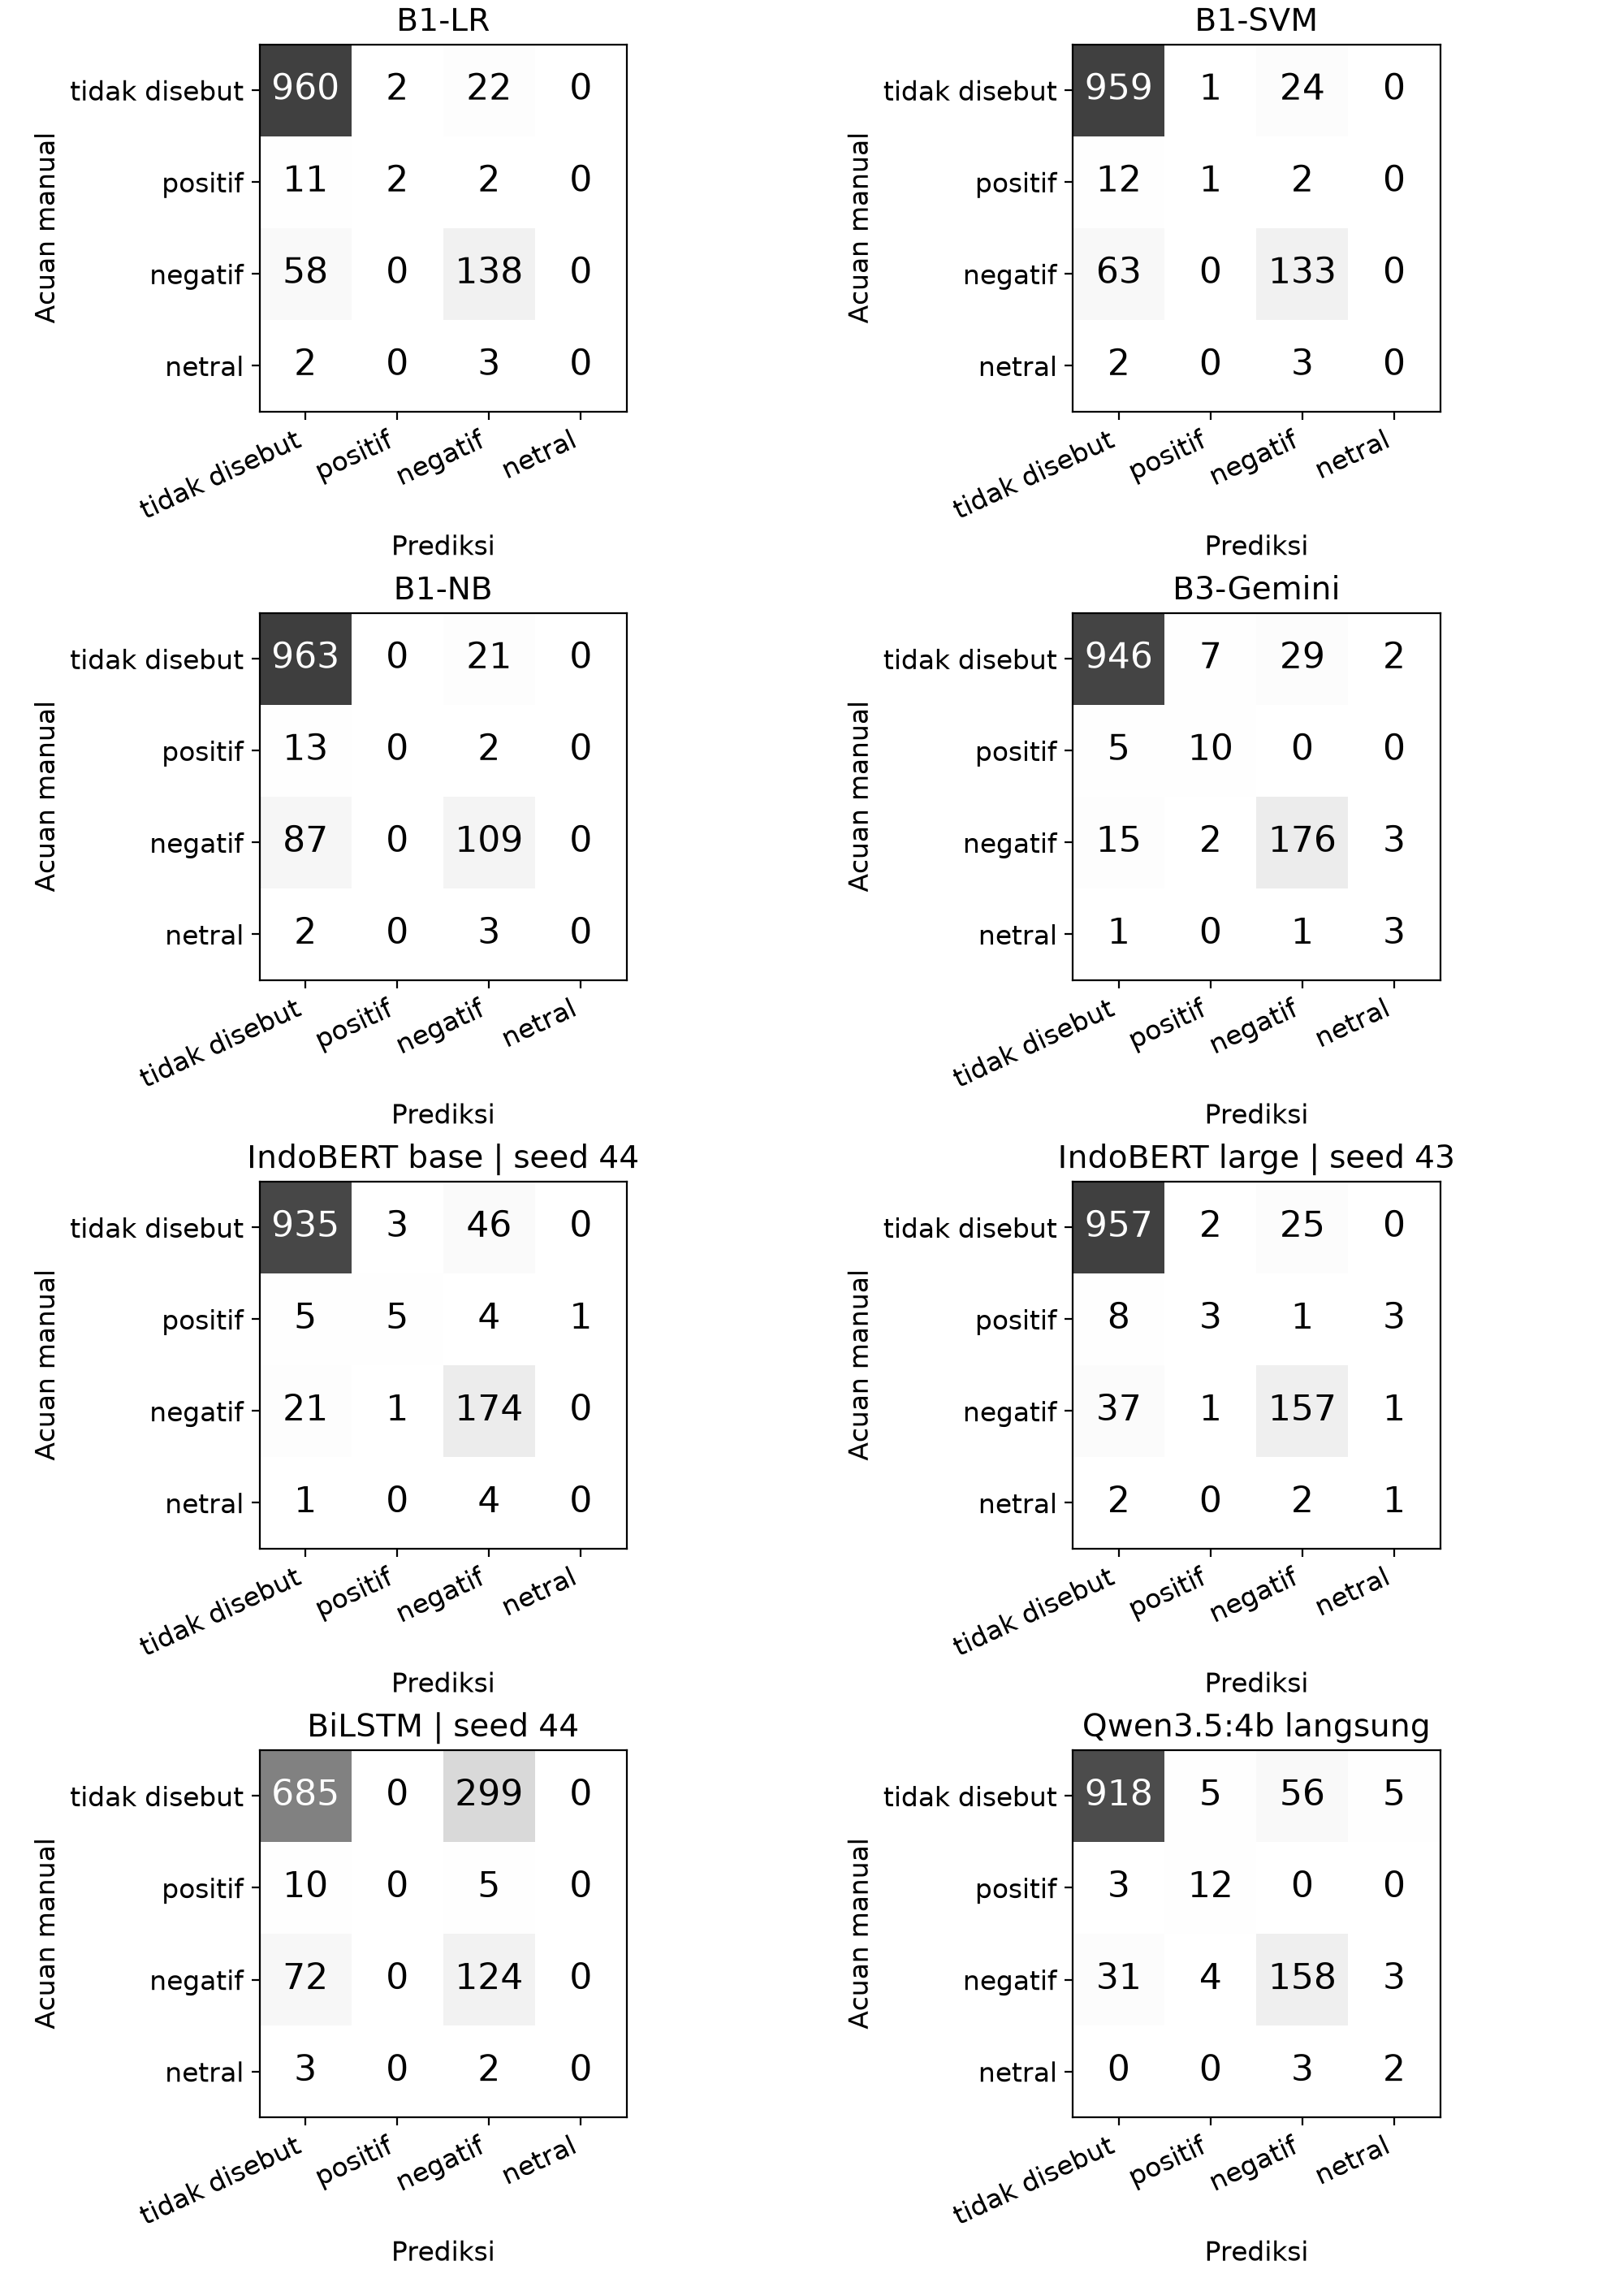 B1-LR
Acuan manual
tidak disebut 960 2 22 0
positif 11 2 2 0
negatif 58 0 138 0
netral 2 0 3 0
tidak disebut positif negatif netral
Prediksi
B1-SVM
Acuan manual
tidak disebut 959 1 24 0
positif 12 1 2 0
negatif 63 0 133 0
netral 2 0 3 0
tidak disebut positif negatif netral
Prediksi
B1-NB
Acuan manual
tidak disebut 963 0 21 0
positif 13 0 2 0
negatif 87 0 109 0
netral 2 0 3 0
tidak disebut positif negatif netral
Prediksi
B3-Gemini
Acuan manual
tidak disebut 946 7 29 2
positif 5 10 0 0
negatif 15 2 176 3
netral 1 0 1 3
tidak disebut positif negatif netral
Prediksi
IndoBERT base | seed 44
Acuan manual
tidak disebut 935 3 46 0
positif 5 5 4 1
negatif 21 1 174 0
netral 1 0 4 0
tidak disebut positif negatif netral
Prediksi
IndoBERT large | seed 43
Acuan manual
tidak disebut 957 2 25 0
positif 8 3 1 3
negatif 37 1 157 1
netral 2 0 2 1
tidak disebut positif negatif netral
Prediksi
BiLSTM | seed 44
Acuan manual
tidak disebut 685 0 299 0
positif 10 0 5 0
negatif 72 0 124 0
netral 3 0 2 0
tidak disebut positif negatif netral
Prediksi
Qwen3.5:4b langsung
Acuan manual
tidak disebut 918 5 56 5
positif 3 12 0 0
negatif 31 4 158 3
netral 0 0 3 2
tidak disebut positif negatif netral
Prediksi